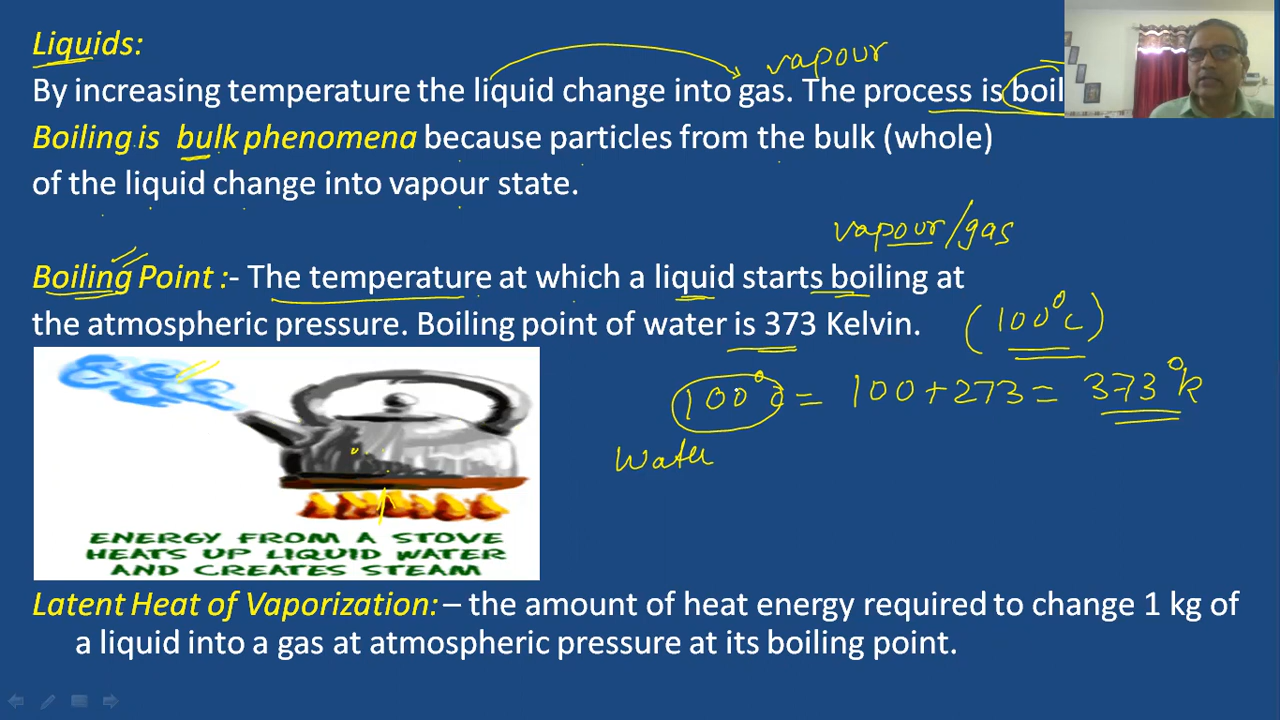 Liquids:
vapour
By increasing temperature the liquid change into gas. The process is boil
Boiling is bulk phenomena because particles from the bulk (whole)
of the liquid change into vapour state.
vapour/gas
Boiling Point :- The temperature at which a liquid starts boiling at
the atmospheric pressure. Boiling point of water is 373 Kelvin. (100°C)
100°C = 100+273 = 373°k
water
ENERGY FROM A STOVE
HEATS UP LIQUID WATER
AND CREATES STEAM
Latent Heat of Vaporization: – the amount of heat energy required to change 1 kg of
a liquid into a gas at atmospheric pressure at its boiling point.